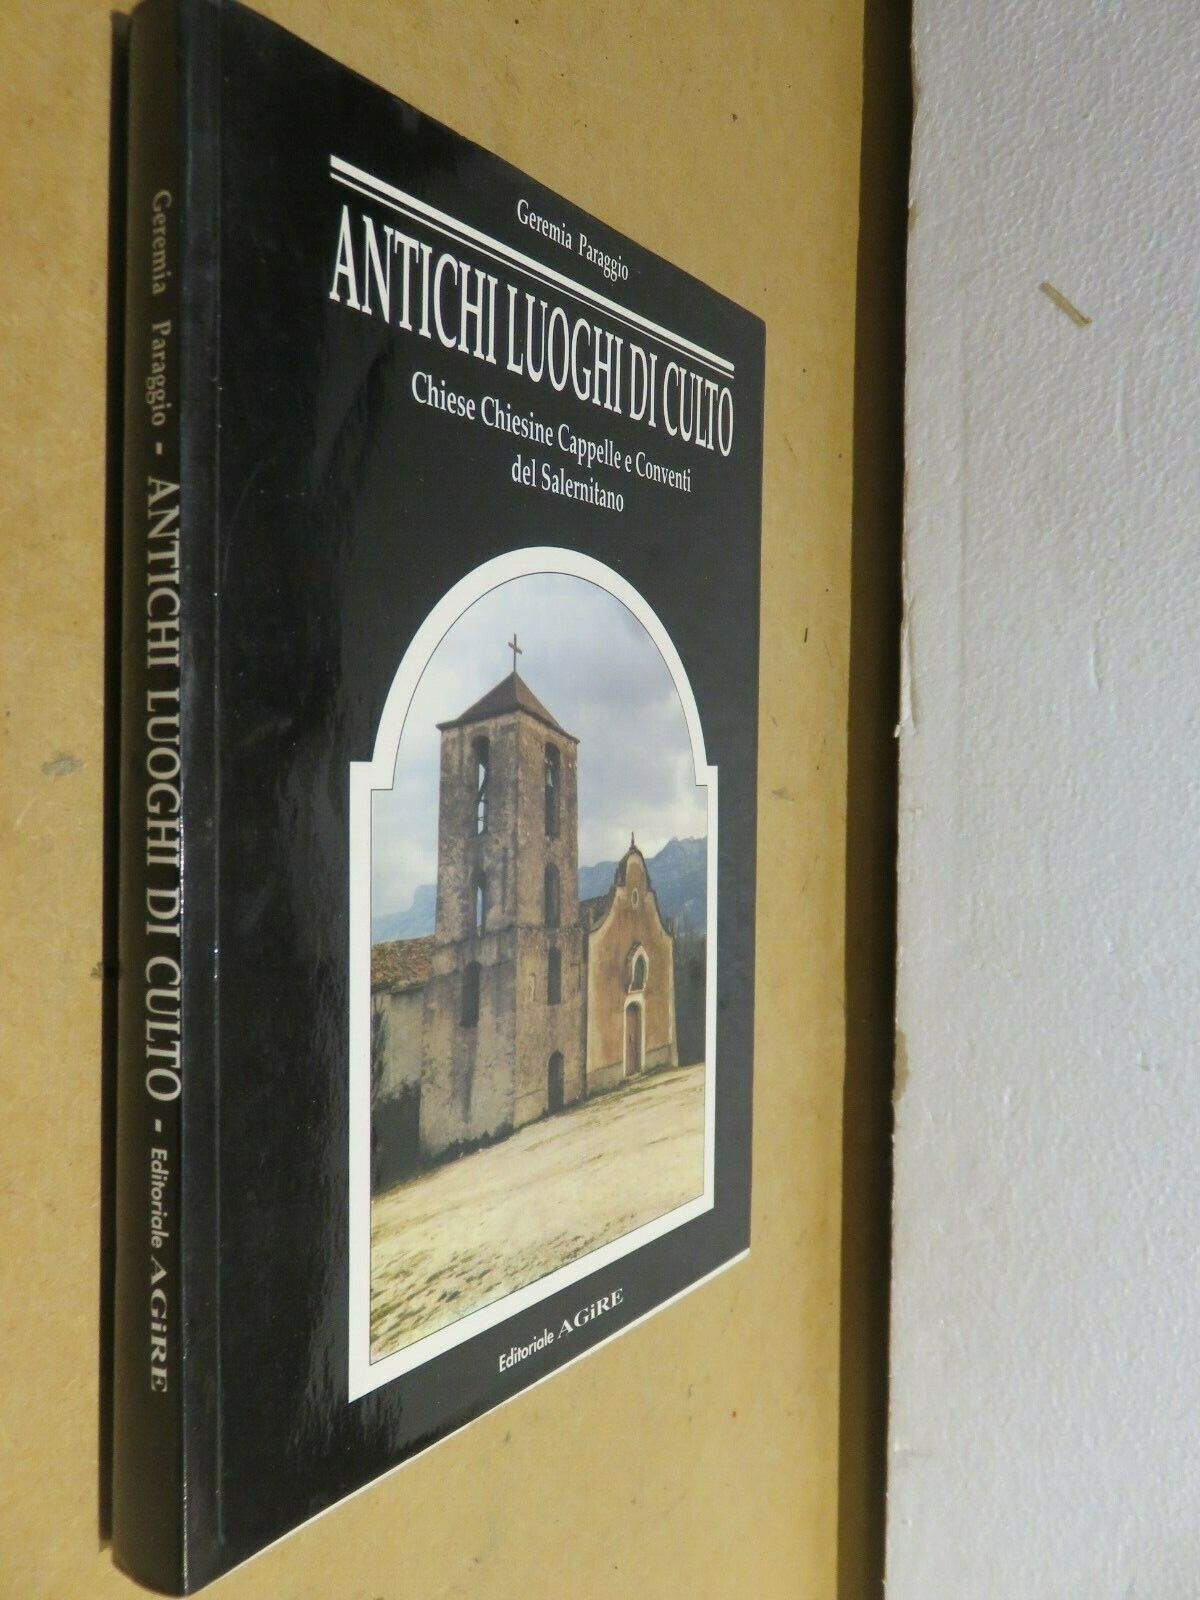 Geremia Paraggio
ANTICHI LUOGHI DI CULTO
Chiese Chiesine Cappelle e Conventi
del Salernitano
Editoriale AGiRE
Geremia Paraggio - ANTICHI LUOGHI DI CULTO - Editoriale AGiRE